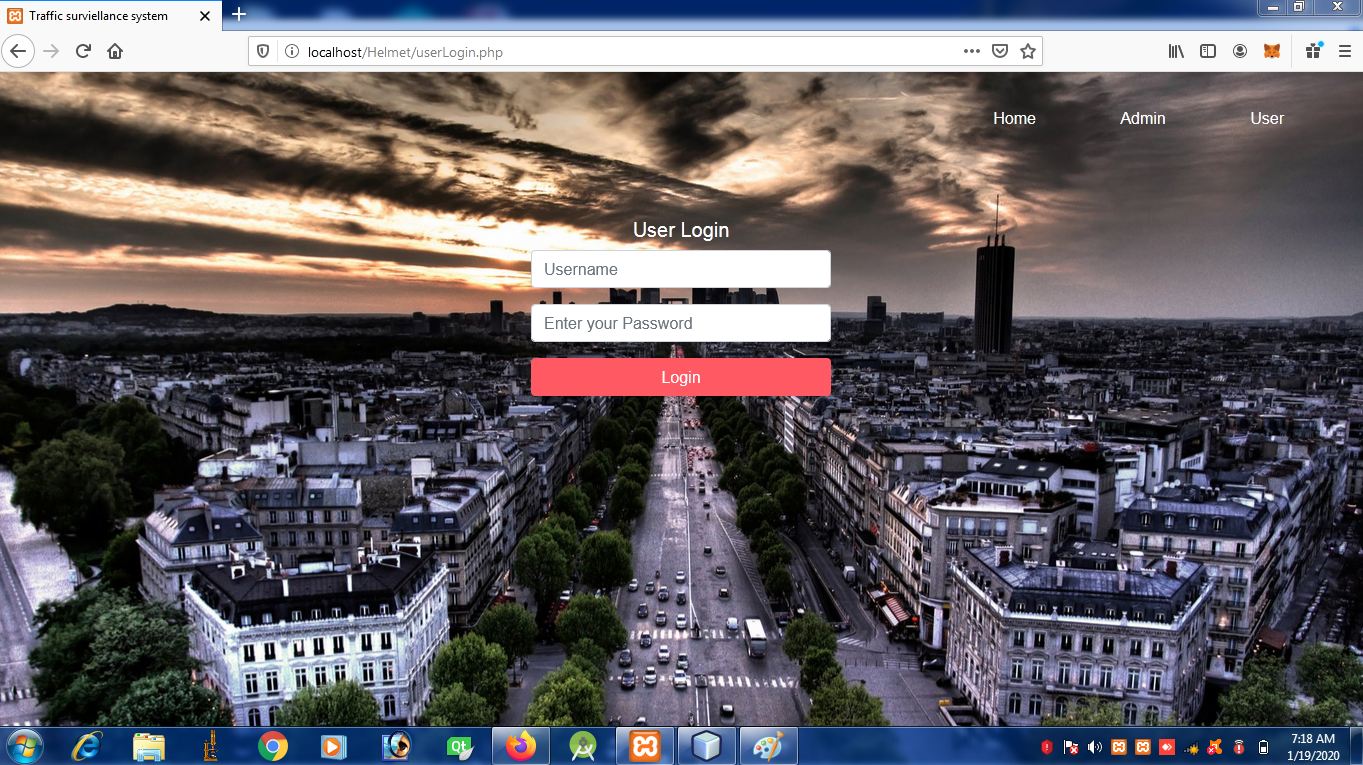 Traffic surviellance system
localhost/Helmet/userLogin.php
Home
Admin
User
User Login
Username
Enter your Password
Login
Qt
7:18 AM
1/19/2020